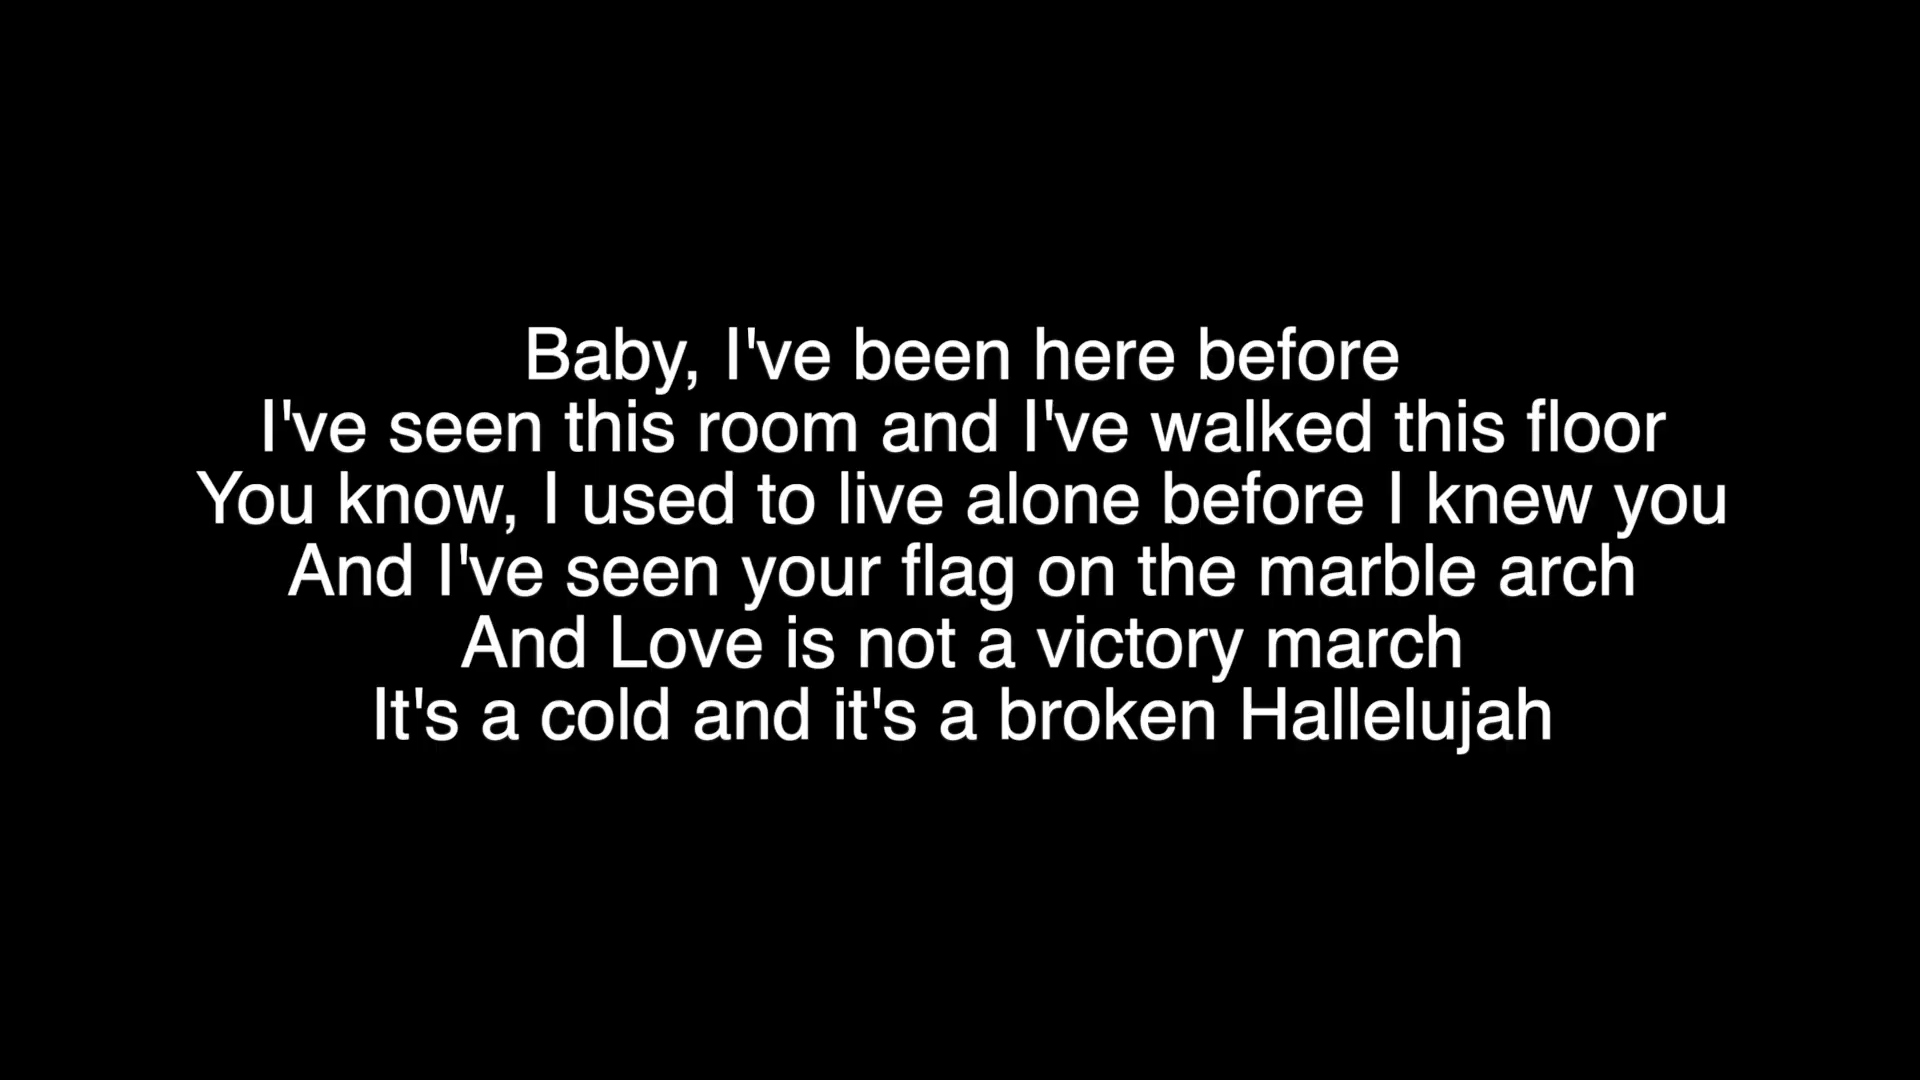 Baby, I've been here before
I've seen this room and I've walked this floor
You know, I used to live alone before I knew you
And I've seen your flag on the marble arch
And Love is not a victory march
It's a cold and it's a broken Hallelujah